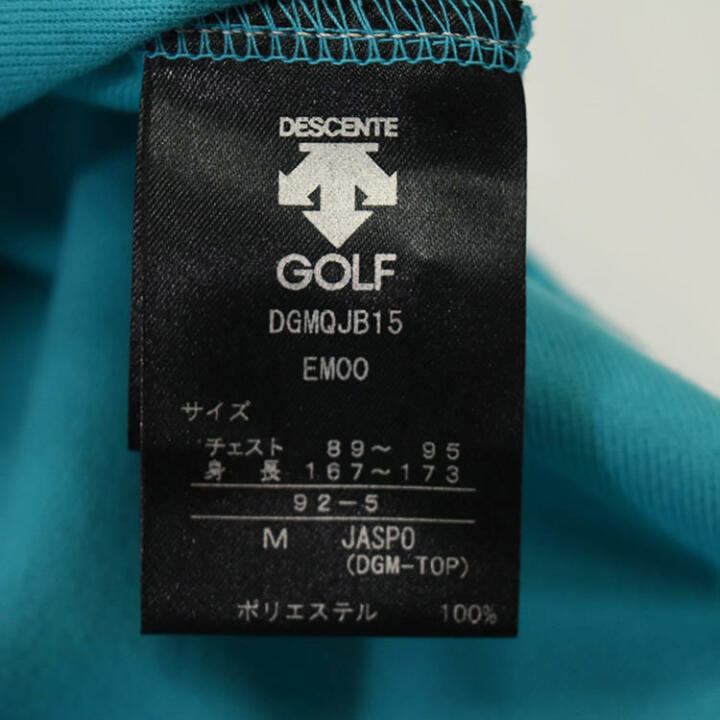 DESCENTE
GOLF
DGMQJB15
EM00
サイズ
チェスト 89～ 95
身 長 167～173
92-5
M JASPO
(DGM-TOP)
ポリエステル 100%